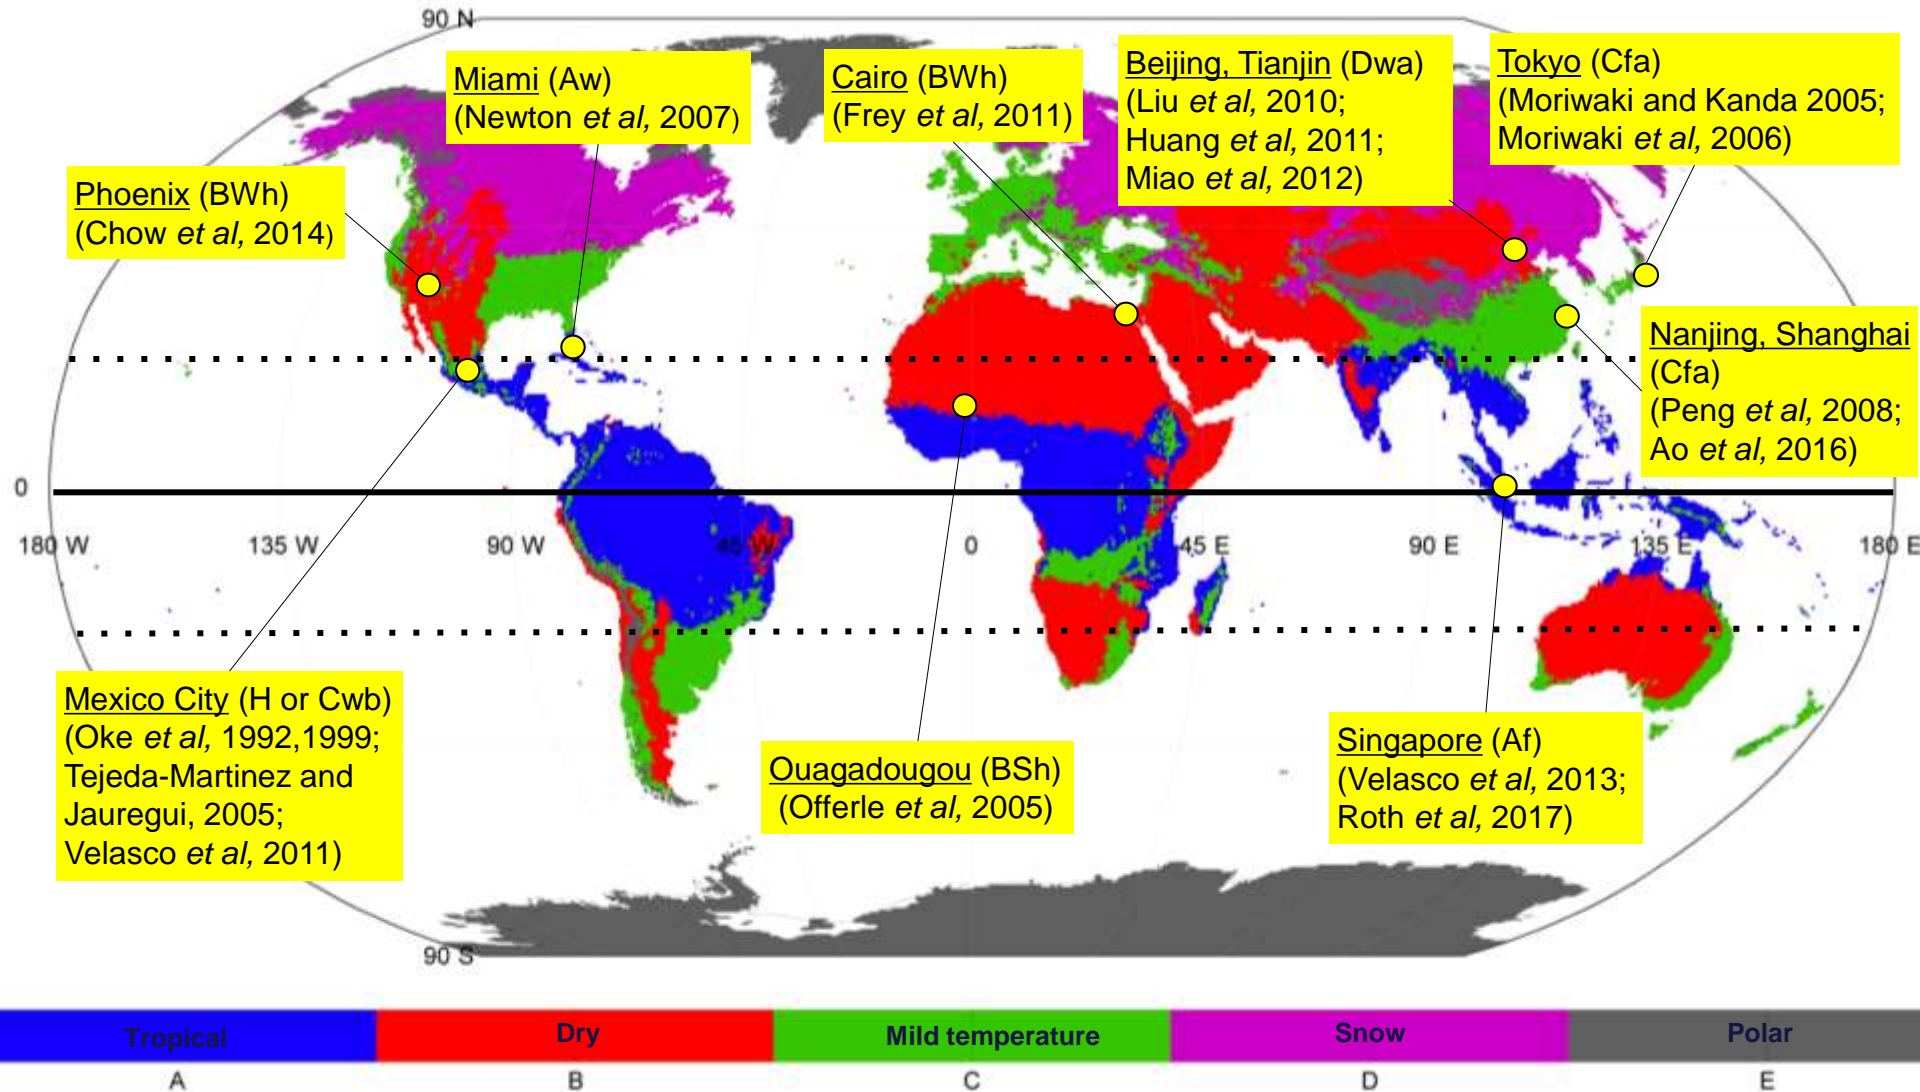 90 N
Miami (Aw)
(Newton et al, 2007)
Cairo (BWh)
(Frey et al, 2011)
Beijing, Tianjin (Dwa)
(Liu et al, 2010;
Huang et al, 2011;
Miao et al, 2012)
Tokyo (Cfa)
(Moriwaki and Kanda 2005;
Moriwaki et al, 2006)
Phoenix (BWh)
(Chow et al, 2014)
Nanjing, Shanghai
(Cfa)
(Peng et al, 2008;
Ao et al, 2016)
0
180 W 135 W 90 W 45 W 0 45 E 90 E 135 E 180 E
Mexico City (H or Cwb)
(Oke et al, 1992,1999;
Tejeda-Martinez and
Jauregui, 2005;
Velasco et al, 2011)
Ouagadougou (BSh)
(Offerle et al, 2005)
Singapore (Af)
(Velasco et al, 2013;
Roth et al, 2017)
90 S
Tropical Dry Mild temperature Snow Polar
A B C D E